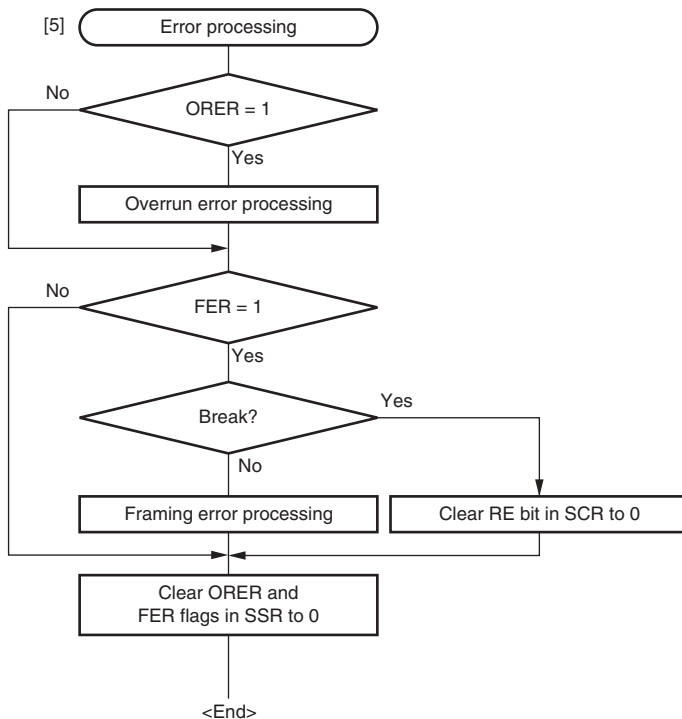 [5]
Error processing
No
ORER = 1
Yes
Overrun error processing
No
FER = 1
Yes
Break?
Yes
No
Framing error processing
Clear RE bit in SCR to 0
Clear ORER and
FER flags in SSR to 0
<End>